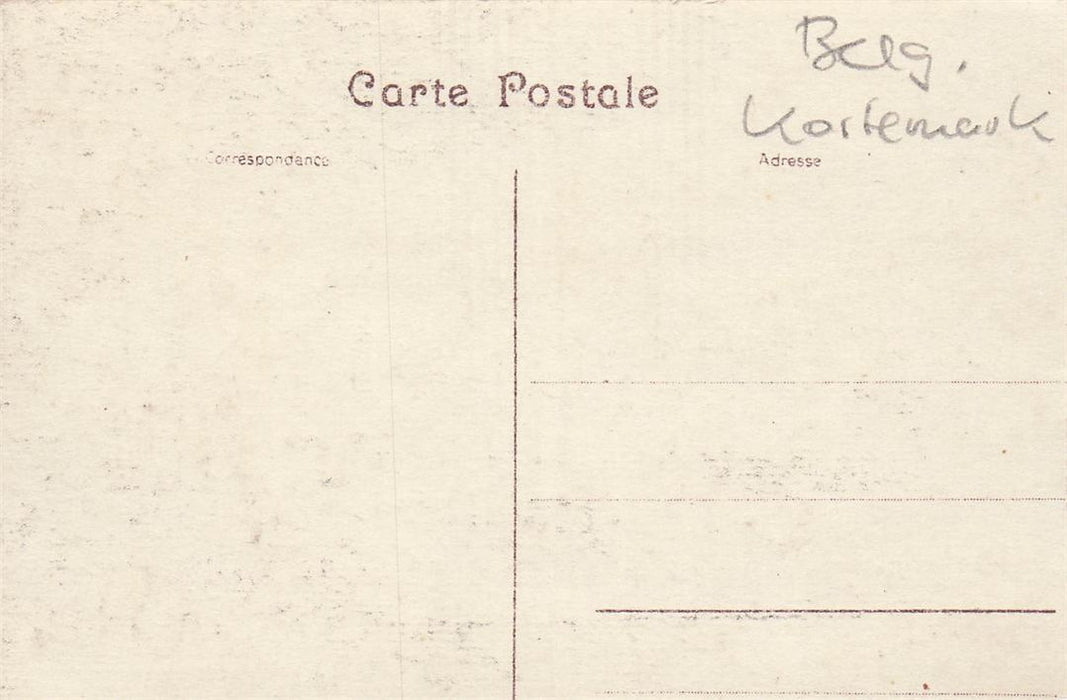 Belg.
Kortemark
Carte Postale
Correspondance
Adresse